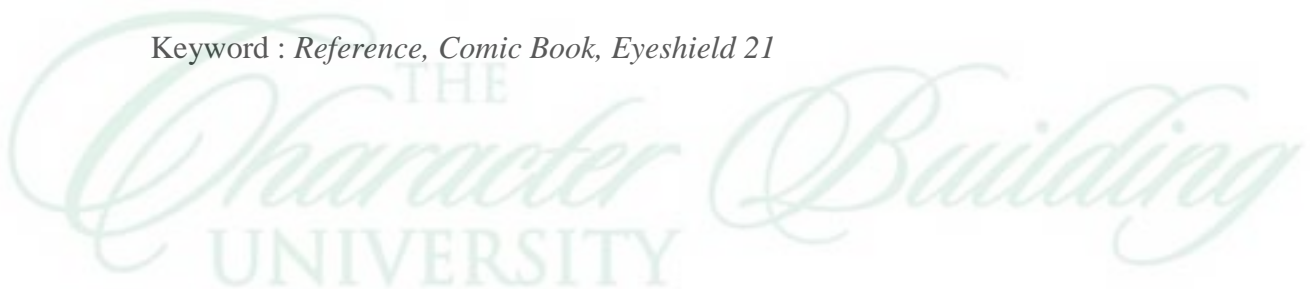 Keyword : Reference, Comic Book, Eyeshield 21
THE
Character Building
UNIVERSITY